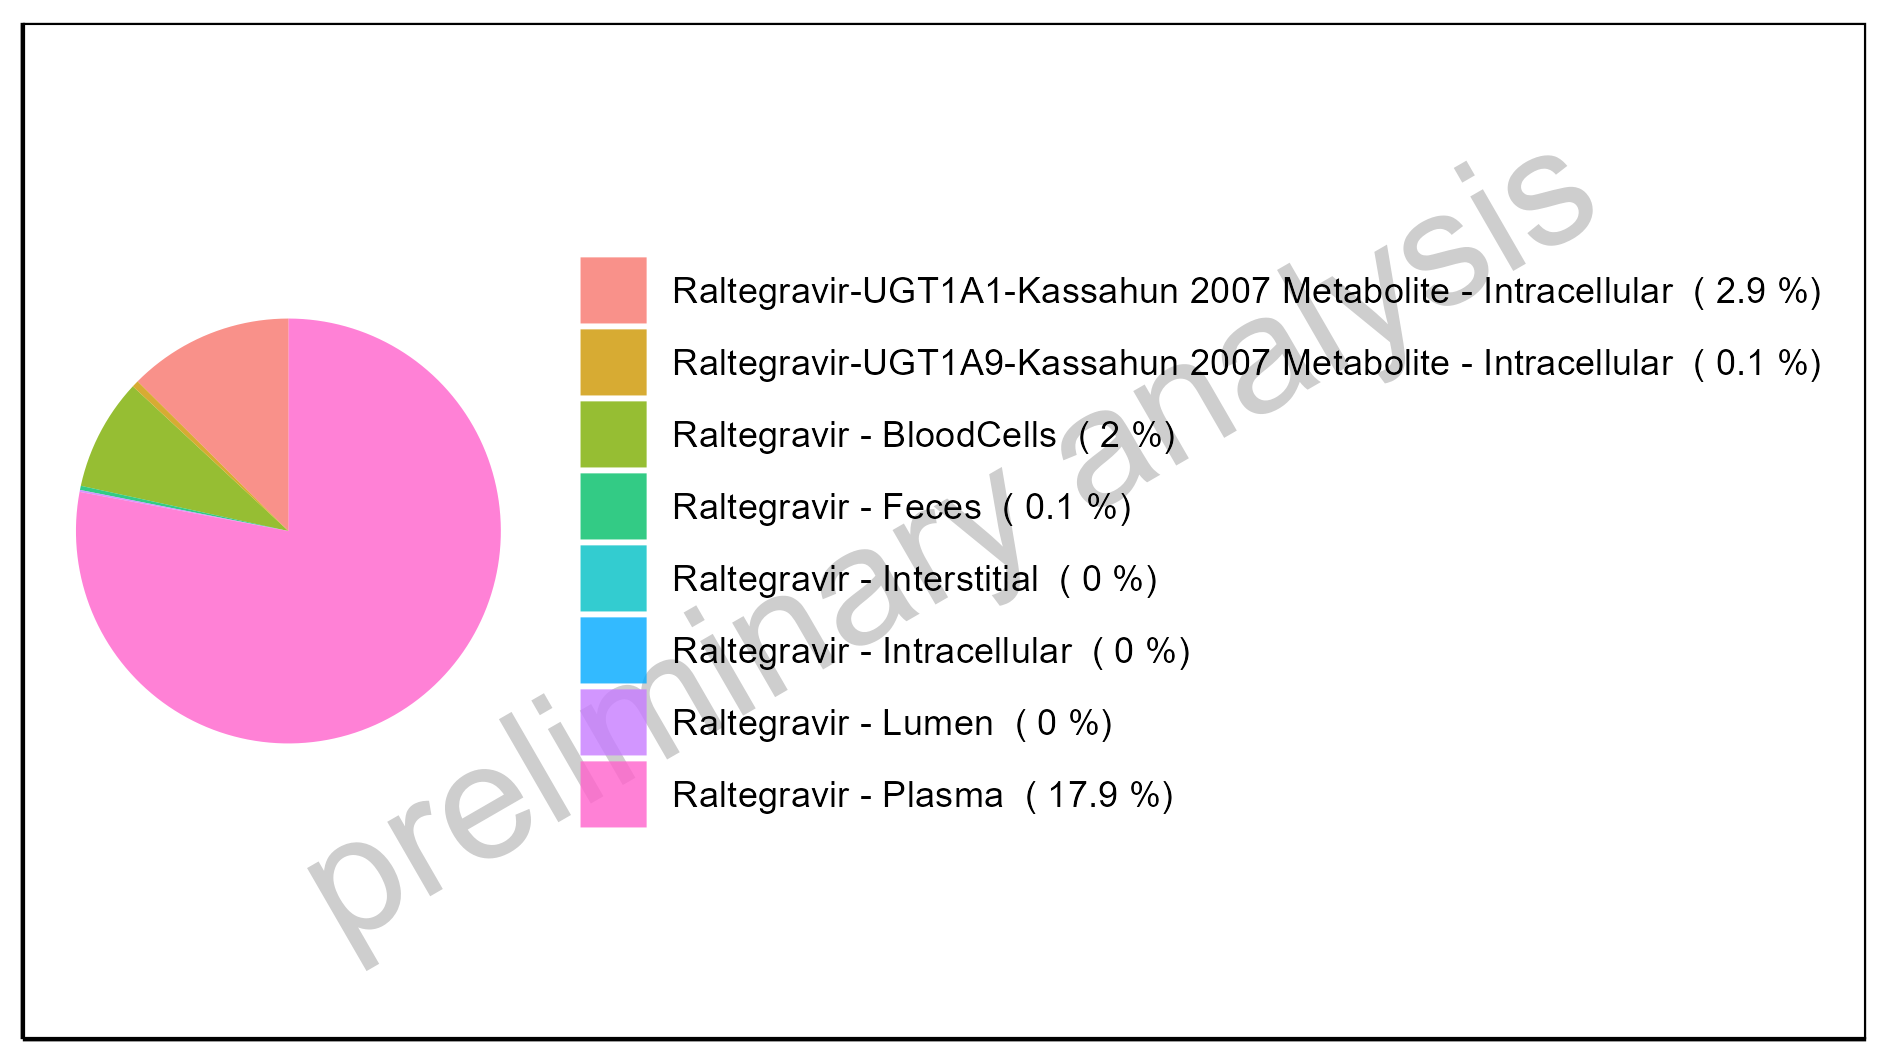 Raltegravir-UGT1A1-Kassahun 2007 Metabolite - Intracellular  ( 2.9 %)
Raltegravir-UGT1A9-Kassahun 2007 Metabolite - Intracellular  ( 0.1 %)
Raltegravir - BloodCells  ( 2 %)
Raltegravir - Feces  ( 0.1 %)
Raltegravir - Interstitial  ( 0 %)
Raltegravir - Intracellular  ( 0 %)
Raltegravir - Lumen  ( 0 %)
Raltegravir - Plasma  ( 17.9 %)
preliminary analysis